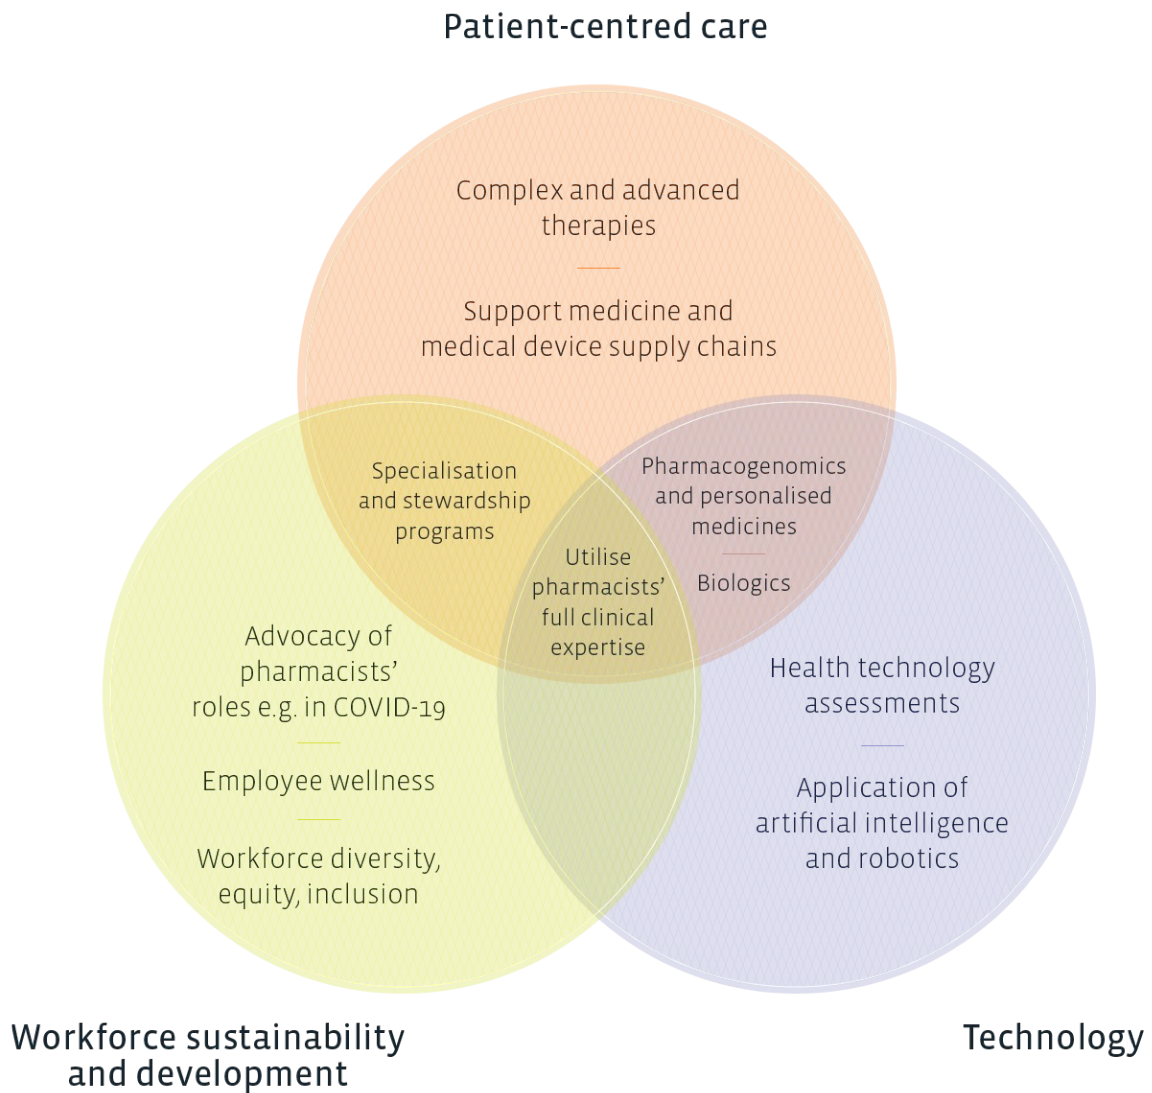 Patient-centred care
Complex and advanced
therapies
Support medicine and
medical device supply chains
Specialisation
and stewardship
programs
Pharmacogenomics
and personalised
medicines
Biologics
Utilise
pharmacists’
full clinical
expertise
Advocacy of
pharmacists’
roles e.g. in COVID-19
Employee wellness
Workforce diversity,
equity, inclusion
Health technology
assessments
Application of
artificial intelligence
and robotics
Workforce sustainability
and development
Technology